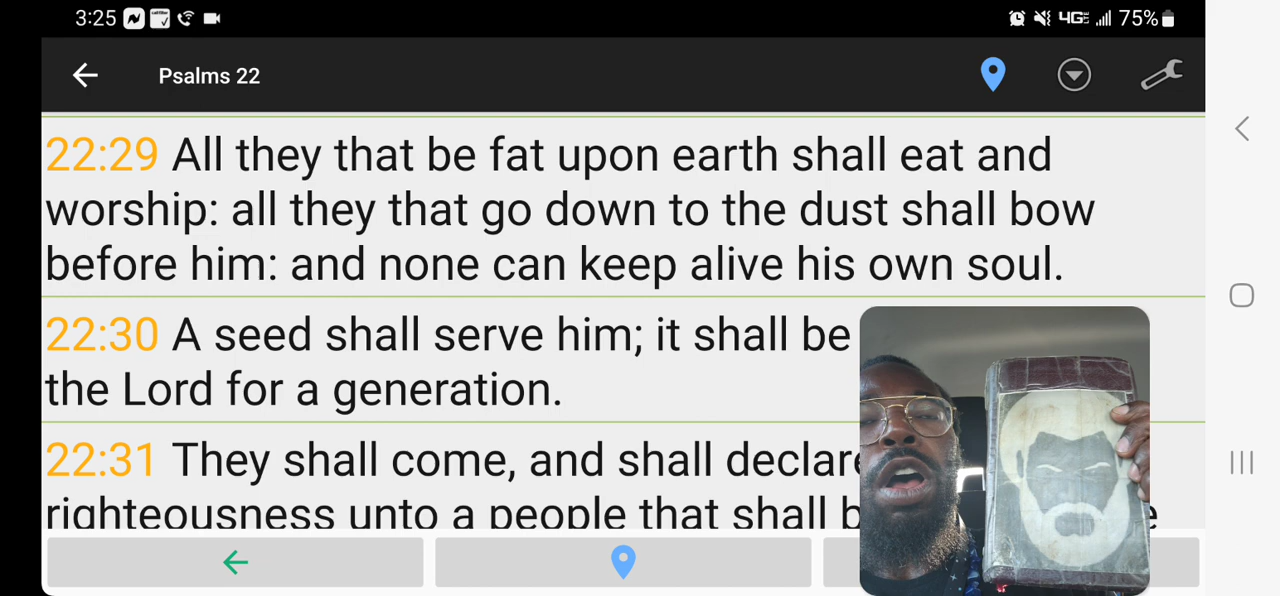 3:25 4GE 75%
Psalms 22
22:29 All they that be fat upon earth shall eat and
worship: all they that go down to the dust shall bow
before him: and none can keep alive his own soul.
22:30 A seed shall serve him; it shall be
the Lord for a generation.
22:31 They shall come, and shall declare
righteousness unto a people that shall